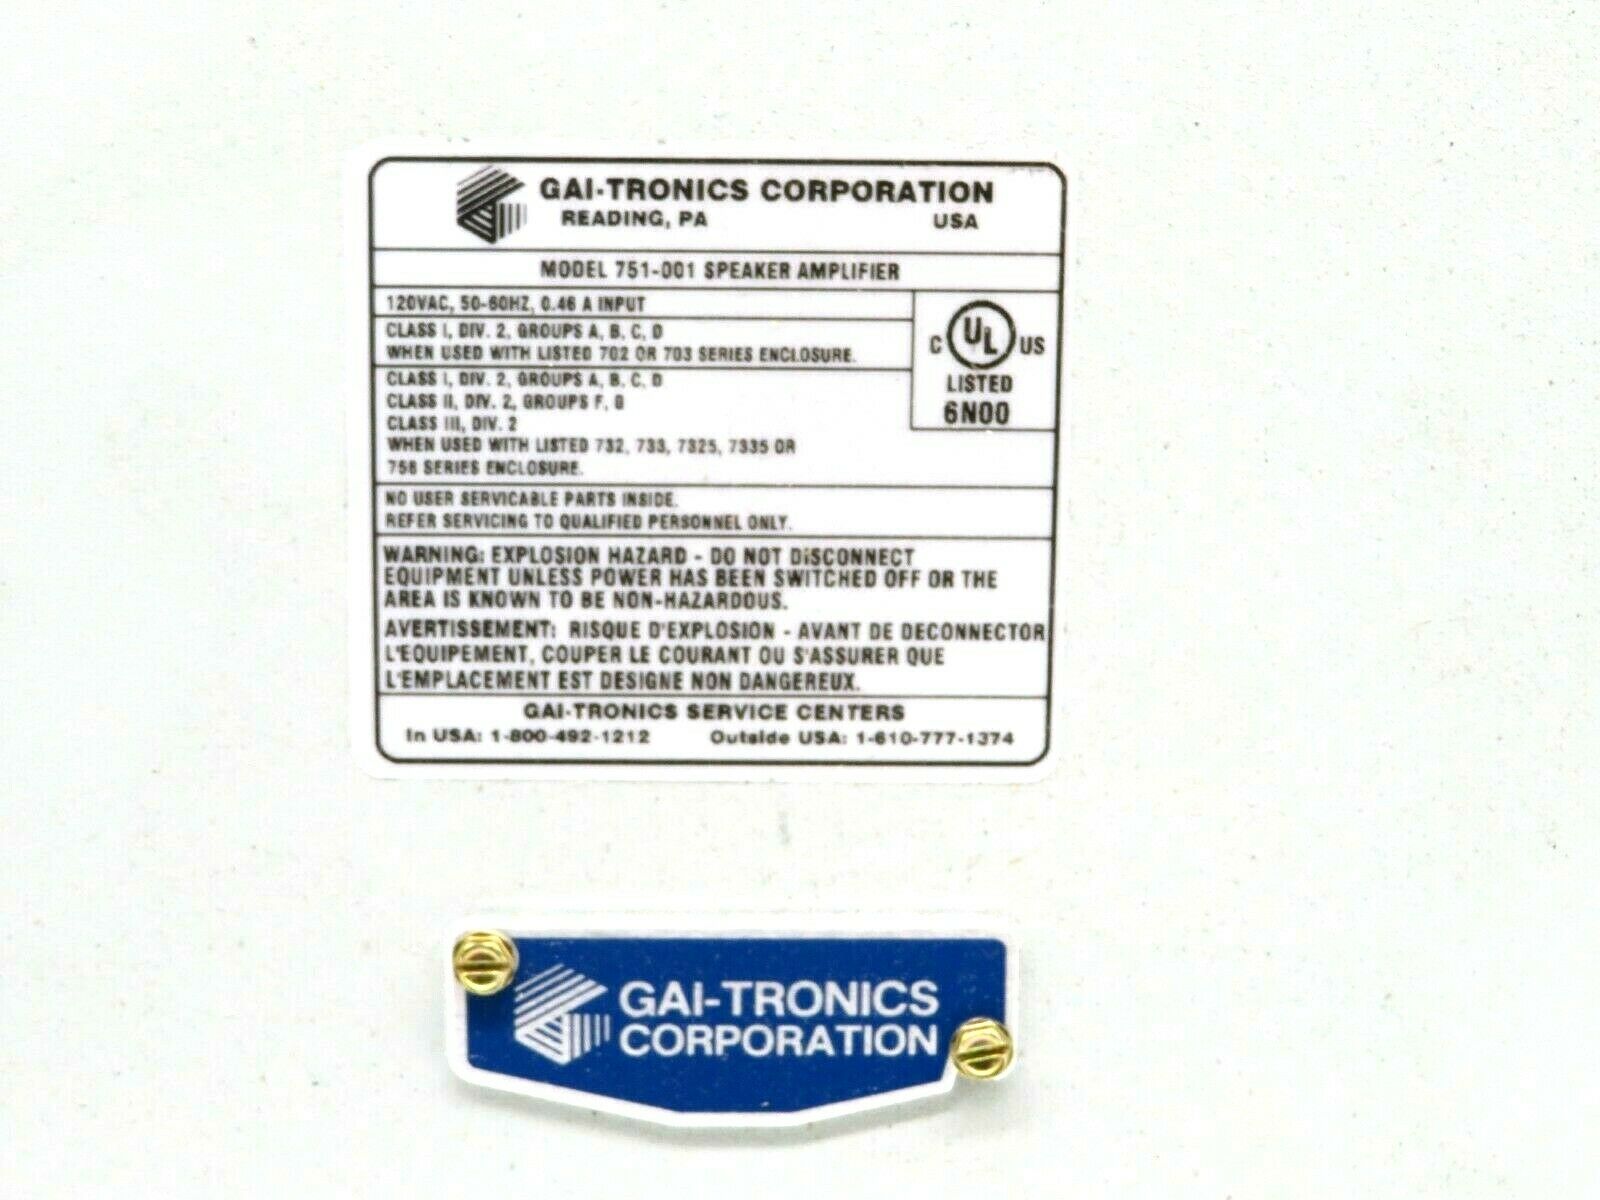 GAI-TRONICS CORPORATION
READING, PA USA
MODEL 751-001 SPEAKER AMPLIFIER
120VAC, 50-60HZ, 0.46 A INPUT
CLASS I, DIV. 2, GROUPS A, B, C, D
WHEN USED WITH LISTED 702 OR 703 SERIES ENCLOSURE.
C UL US
LISTED
6N00
CLASS I, DIV. 2, GROUPS A, B, C, D
CLASS II, DIV. 2, GROUPS F, G
CLASS III, DIV. 2
WHEN USED WITH LISTED 732, 733, 7325, 7335 OR
758 SERIES ENCLOSURE.
NO USER SERVICABLE PARTS INSIDE.
REFER SERVICING TO QUALIFIED PERSONNEL ONLY.
WARNING: EXPLOSION HAZARD - DO NOT DISCONNECT
EQUIPMENT UNLESS POWER HAS BEEN SWITCHED OFF OR THE
AREA IS KNOWN TO BE NON-HAZARDOUS.
AVERTISSEMENT: RISQUE D'EXPLOSION - AVANT DE DECONNECTOR
L'EQUIPEMENT, COUPER LE COURANT OU S'ASSURER QUE
L'EMPLACEMENT EST DESIGNE NON DANGEREUX.
GAI-TRONICS SERVICE CENTERS
In USA: 1-800-492-1212 Outside USA: 1-610-777-1374
GAI-TRONICS
CORPORATION